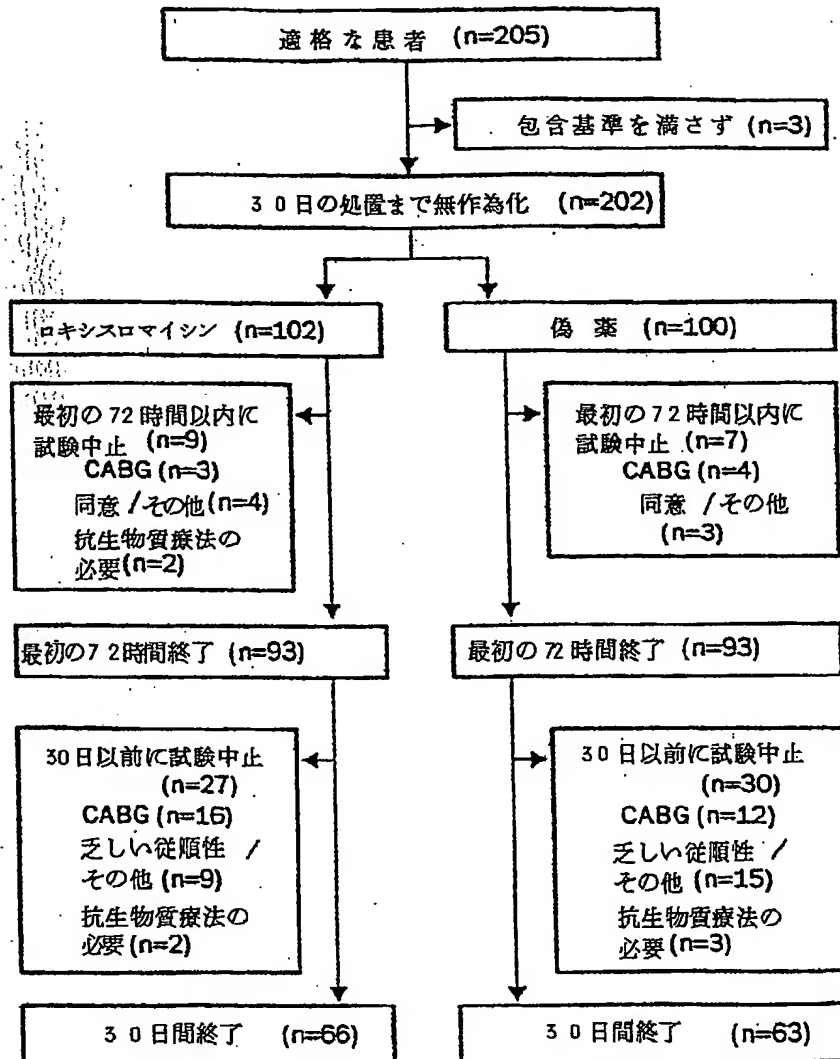 適格な患者 (n=205)
包含基準を満さず (n=3)
30日の処置まで無作為化 (n=202)
ロキシスロマイシン (n=102)
偽薬 (n=100)
最初の72時間以内に
試験中止 (n=9)
CABG (n=3)
同意/その他(n=4)
抗生物質療法の
必要(n=2)
最初の72時間以内に
試験中止 (n=7)
CABG (n=4)
同意 /その他
(n=3)
最初の72時間終了 (n=93)
最初の72時間終了 (n=93)
30日以前に試験中止
(n=27)
CABG (n=16)
乏しい従順性 /
その他 (n=9)
抗生物質療法の
必要(n=2)
30日以前に試験中止
(n=30)
CABG (n=12)
乏しい従順性/
その他 (n=15)
抗生物質療法の
必要(n=3)
30日間終了 (n=66)
30日間終了 (n=63)